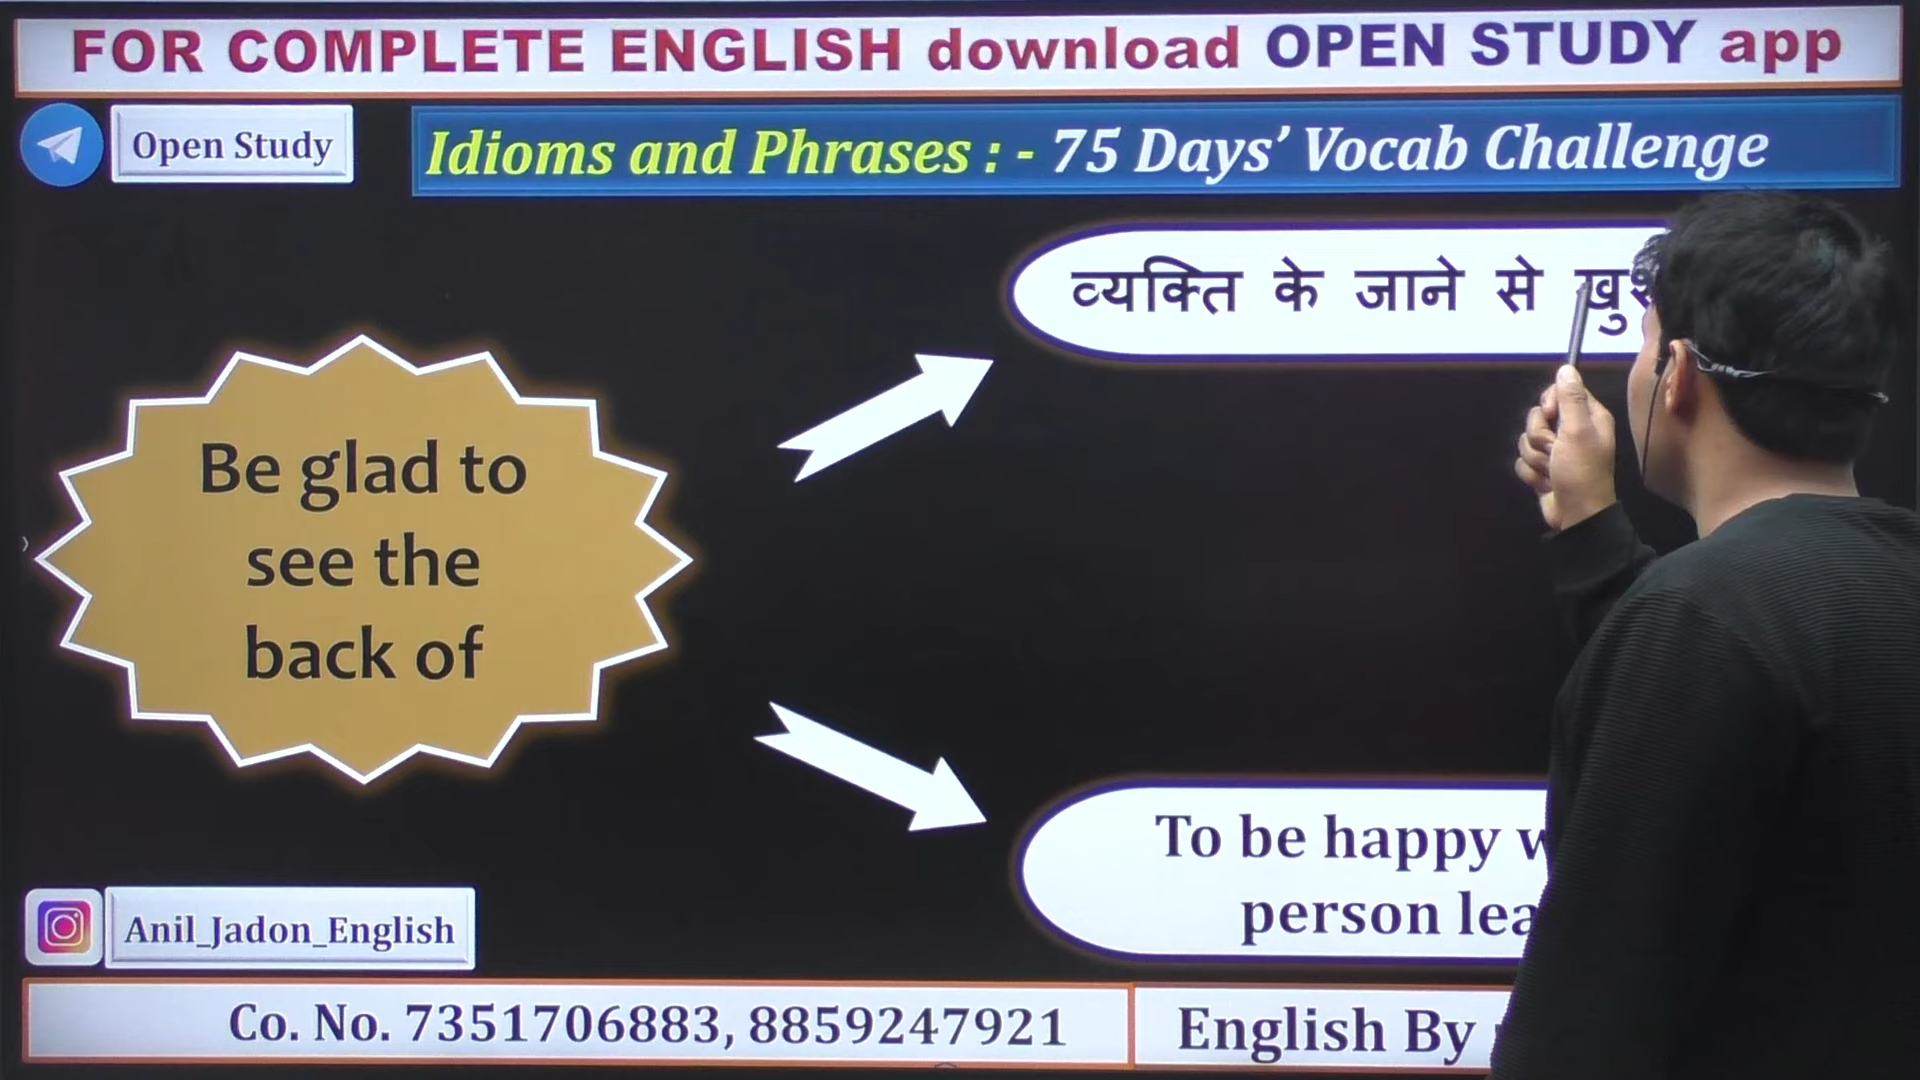 FOR COMPLETE ENGLISH download OPEN STUDY app
Open Study
Idioms and Phrases : - 75 Days’ Vocab Challenge
व्यक्ति के जाने से
Be glad to
see the
back of
To be happy
person
Anil_Jadon_English
Co. No. 7351706883, 8859247921
English By